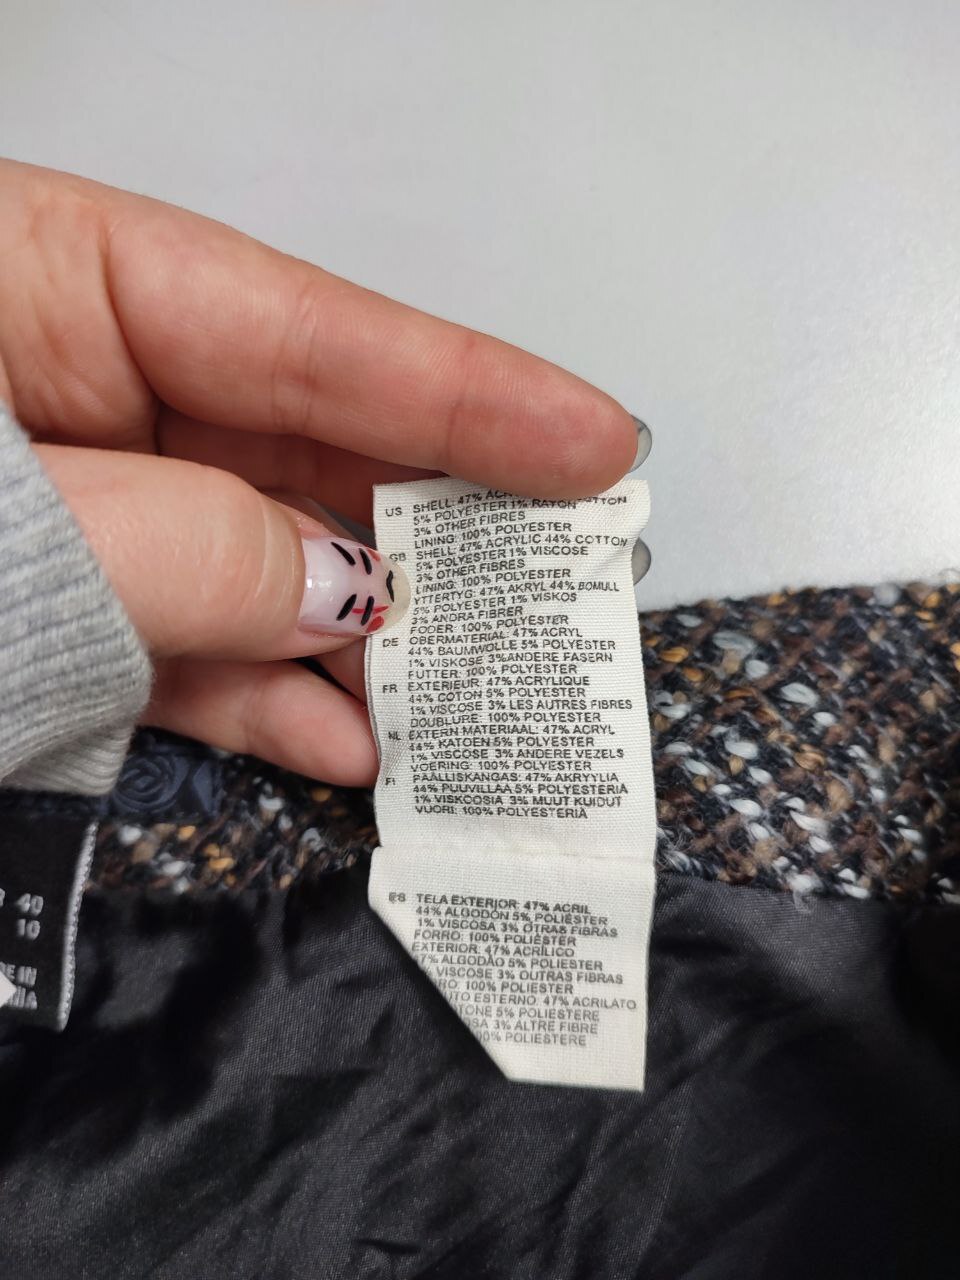 US SHELL: 47% COTTON
5% POLYESTER 1% RAYON
3% OTHER FIBRES
LINING: 100% POLYESTER
GB SHELL: 47% ACRYLIC 44% COTTON
5% POLYESTER 1% VISCOSE
3% OTHER FIBRES
LINING: 100% POLYESTER
YTTERTYG: 47% AKRYL 44% BOMULL
5% POLYESTER 1% VISKOS
3% ANDRA FIBRER
FODER: 100% POLYESTER
DE OBERMATERIAL: 47% ACRYL
44% BAUMWOLLE 5% POLYESTER
1% VISKOSE 3%ANDERE FASERN
FUTTER: 100% POLYESTER
FR EXTERIEUR: 47% ACRYLIQUE
44% COTON 5% POLYESTER
1% VISCOSE 3% LES AUTRES FIBRES
DOUBLURE: 100% POLYESTER
NL EXTERN MATERIAAL: 47% ACRYL
44% KATOEN 5% POLYESTER
1% VISCOSE 3% ANDERE VEZELS
VOERING: 100% POLYESTER
FI PÄÄLLISKANGAS: 47% AKRYYLIA
44% PUUVILLAA 5% POLYESTERIA
1% VISKOOSIA 3% MUUT KUIDUT
VUORI: 100% POLYESTERIA
ES TELA EXTERIOR: 47% ACRIL
44% ALGODÓN 5% POLIÉSTER
1% VISCOSA 3% OTRAS FIBRAS
FORRO: 100% POLIÉSTER
EXTERIOR: 47% ACRÍLICO
ALGODÃO 5% POLIESTER
% VISCOSE 3% OUTRAS FIBRAS
100% POLIESTER
ESTERNO: 47% ACRILATO
5% POLIESTERE
3% ALTRE FIBRE
POLIESTERE
40
10
IN